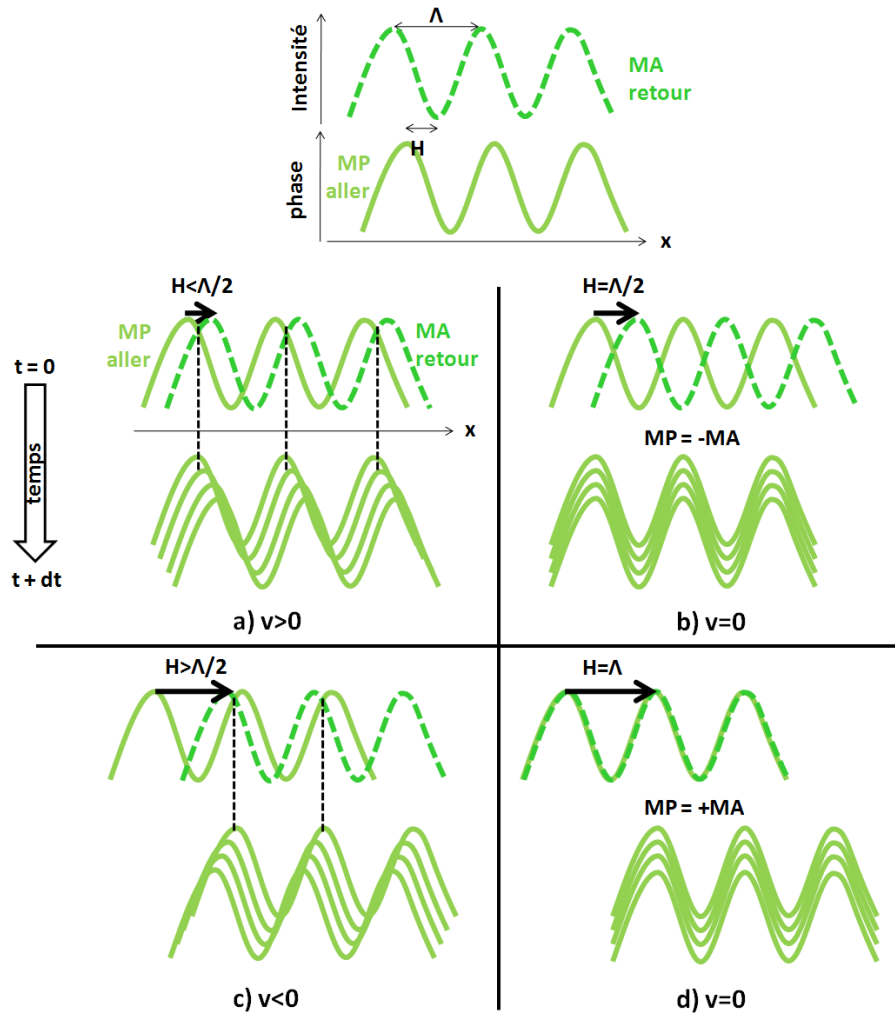 Λ
Intensité
MA
retour
H
MP
aller
phase
x
H<Λ/2
MP
aller
MA
retour
t = 0
temps
t + dt
x
a) v>0
H=Λ/2
MP = -MA
b) v=0
H>Λ/2
c) v<0
H=Λ
MP = +MA
d) v=0